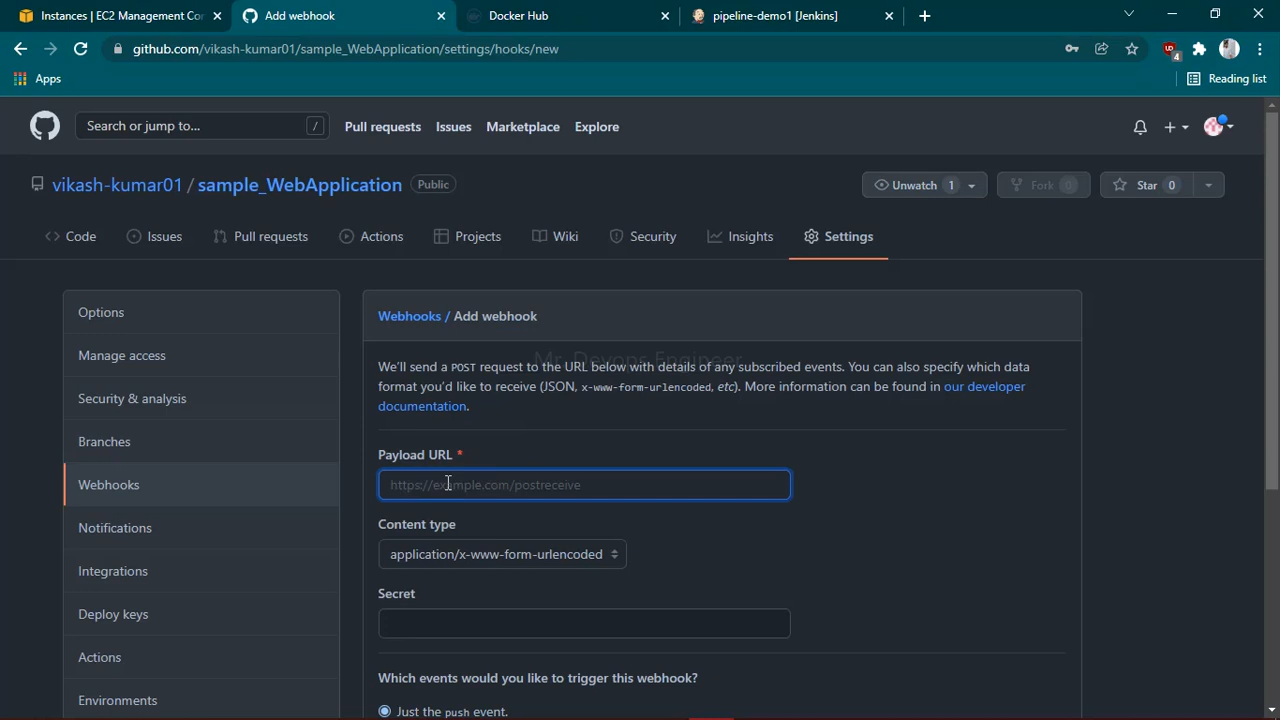 Instances | EC2 Management Con
Add webhook
Docker Hub
pipeline-demo1 [Jenkins]
github.com/vikash-kumar01/sample_WebApplication/settings/hooks/new
4
Apps
Reading list
Search or jump to...
/
Pull requests
Issues
Marketplace
Explore
vikash-kumar01 / sample_WebApplication
Public
Unwatch 1
Fork 0
Star 0
Code
Issues
Pull requests
Actions
Projects
Wiki
Security
Insights
Settings
Options
Manage access
Security & analysis
Branches
Webhooks
Notifications
Integrations
Deploy keys
Actions
Environments
Webhooks / Add webhook
Mr. Devops Engineer
We'll send a POST request to the URL below with details of any subscribed events. You can also specify which data
format you'd like to receive (JSON, x-www-form-urlencoded, etc). More information can be found in our developer
documentation.
Payload URL *
https://example.com/postreceive
Content type
application/x-www-form-urlencoded
Secret
Which events would you like to trigger this webhook?
Just the push event.